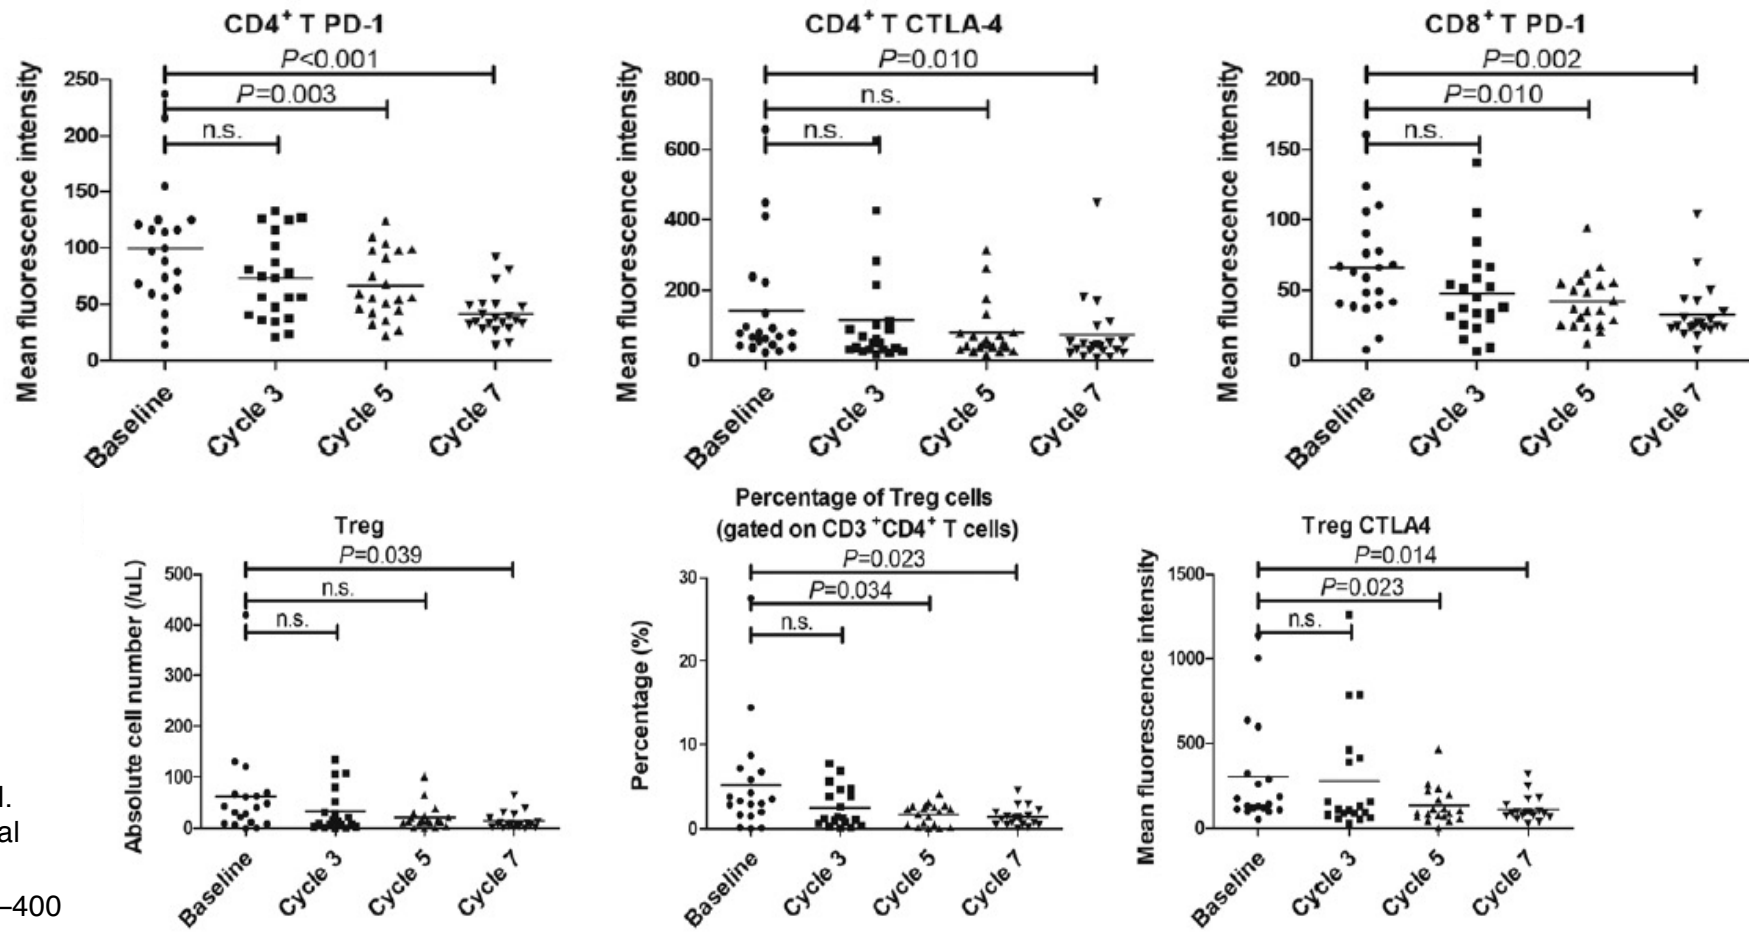 CD4⁺ T PD-1
P<0.001
P=0.003
n.s.
Mean fluorescence intensity
250
200
150
100
50
0
Baseline
Cycle 3
Cycle 5
Cycle 7
CD4⁺ T CTLA-4
P=0.010
n.s.
n.s.
Mean fluorescence intensity
800
600
400
200
0
Baseline
Cycle 3
Cycle 5
Cycle 7
CD8⁺ T PD-1
P=0.002
P=0.010
n.s.
Mean fluorescence intensity
200
150
100
50
0
Baseline
Cycle 3
Cycle 5
Cycle 7
Treg
P=0.039
n.s.
n.s.
Absolute cell number (/uL)
500
400
300
200
100
0
Baseline
Cycle 3
Cycle 5
Cycle 7
Percentage of Treg cells
(gated on CD3 ⁺CD4⁺ T cells)
P=0.023
P=0.034
n.s.
Percentage (%)
30
20
10
0
Baseline
Cycle 3
Cycle 5
Cycle 7
Treg CTLA4
P=0.014
P=0.023
n.s.
Mean fluorescence intensity
1500
1000
500
0
Baseline
Cycle 3
Cycle 5
Cycle 7
al
–400